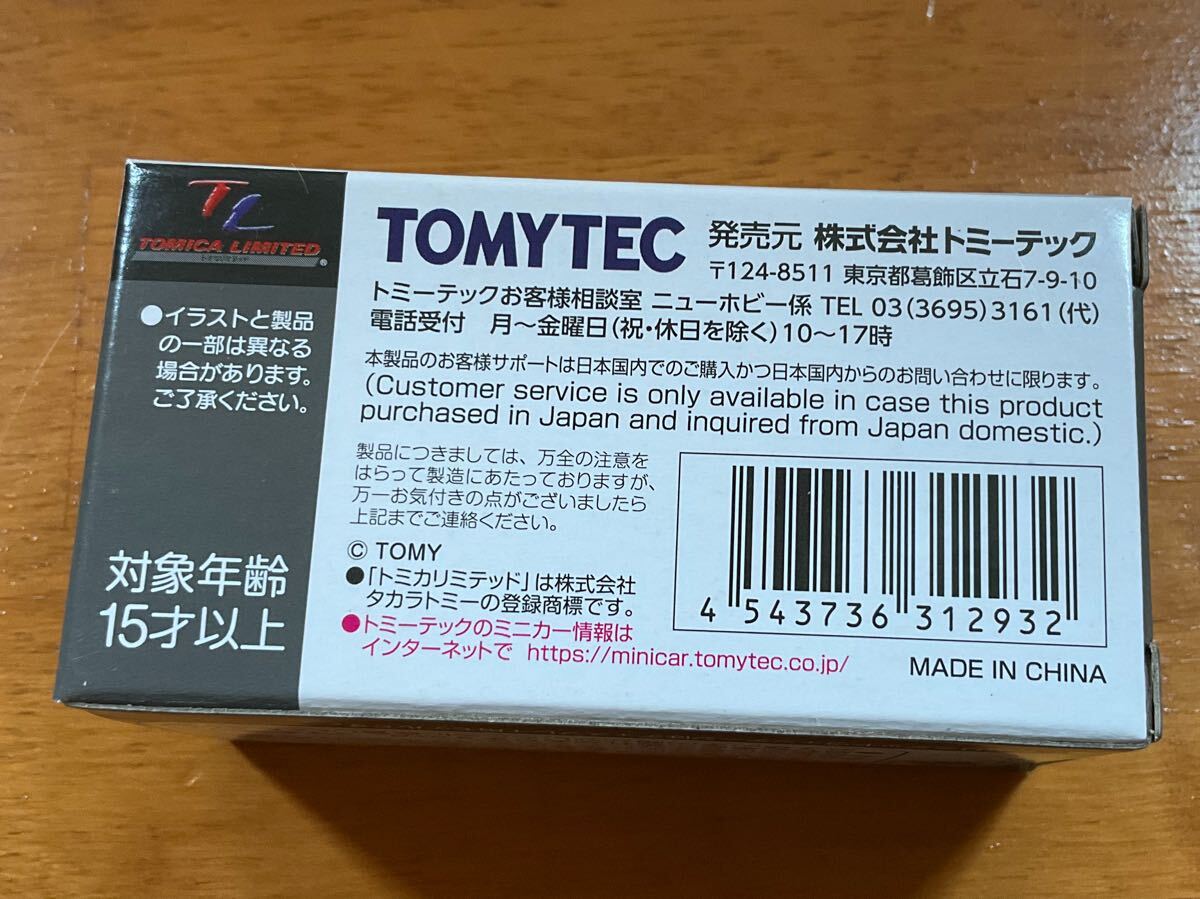 TL
TOMICA LIMITED
トミカリミテッド
®
●イラストと製品
の一部は異なる
場合があります。
ご了承ください。
対象年齢
15才以上
TOMYTEC 発売元 株式会社トミーテック
〒124-8511 東京都葛飾区立石7-9-10
トミーテックお客様相談室 ニューホビー係 TEL 03(3695)3161(代)
電話受付 月〜金曜日(祝・休日を除く)10〜17時
本製品のお客様サポートは日本国内でのご購入かつ日本国内からのお問い合わせに限ります。
(Customer service is only available in case this product
purchased in Japan and inquired from Japan domestic.)
製品につきましては、万全の注意を
はらって製造にあたっておりますが、
万一お気付きの点がございましたら
上記までご連絡ください。
© TOMY
●「トミカリミテッド」は株式会社
タカラトミーの登録商標です。
●トミーテックのミニカー情報は
インターネットで https://minicar.tomytec.co.jp/
4 543736 312932
MADE IN CHINA